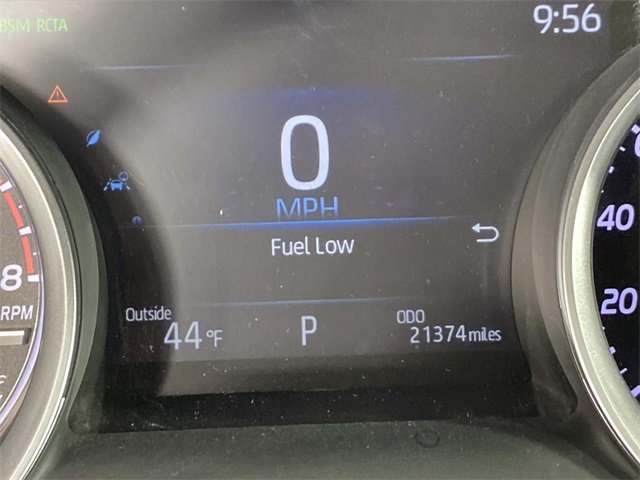 BSM RCTA
9:56
0
MPH
Fuel Low
Outside
44 °F
P
ODO
21374 miles
8
RPM
40
20